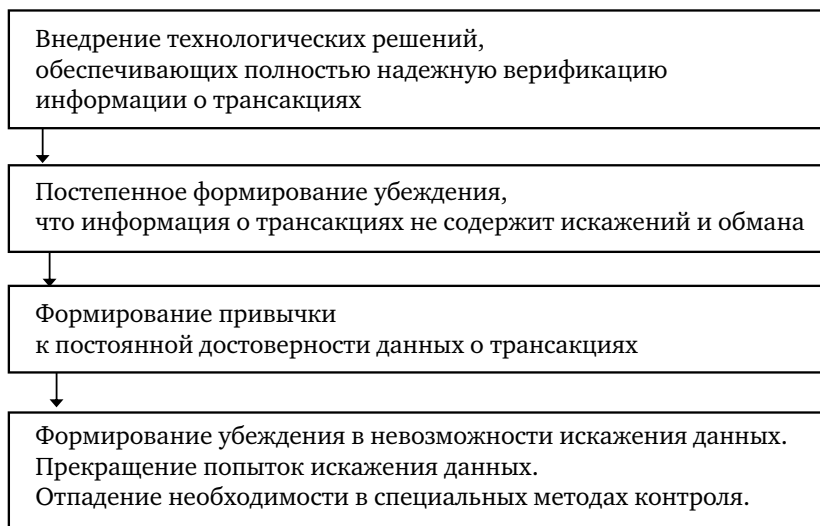 Внедрение технологических решений,
обеспечивающих полностью надежную верификацию
информации о трансакциях
Постепенное формирование убеждения,
что информация о трансакциях не содержит искажений и обмана
Формирование привычки
к постоянной достоверности данных о трансакциях
Формирование убеждения в невозможности искажения данных.
Прекращение попыток искажения данных.
Отпадение необходимости в специальных методах контроля.